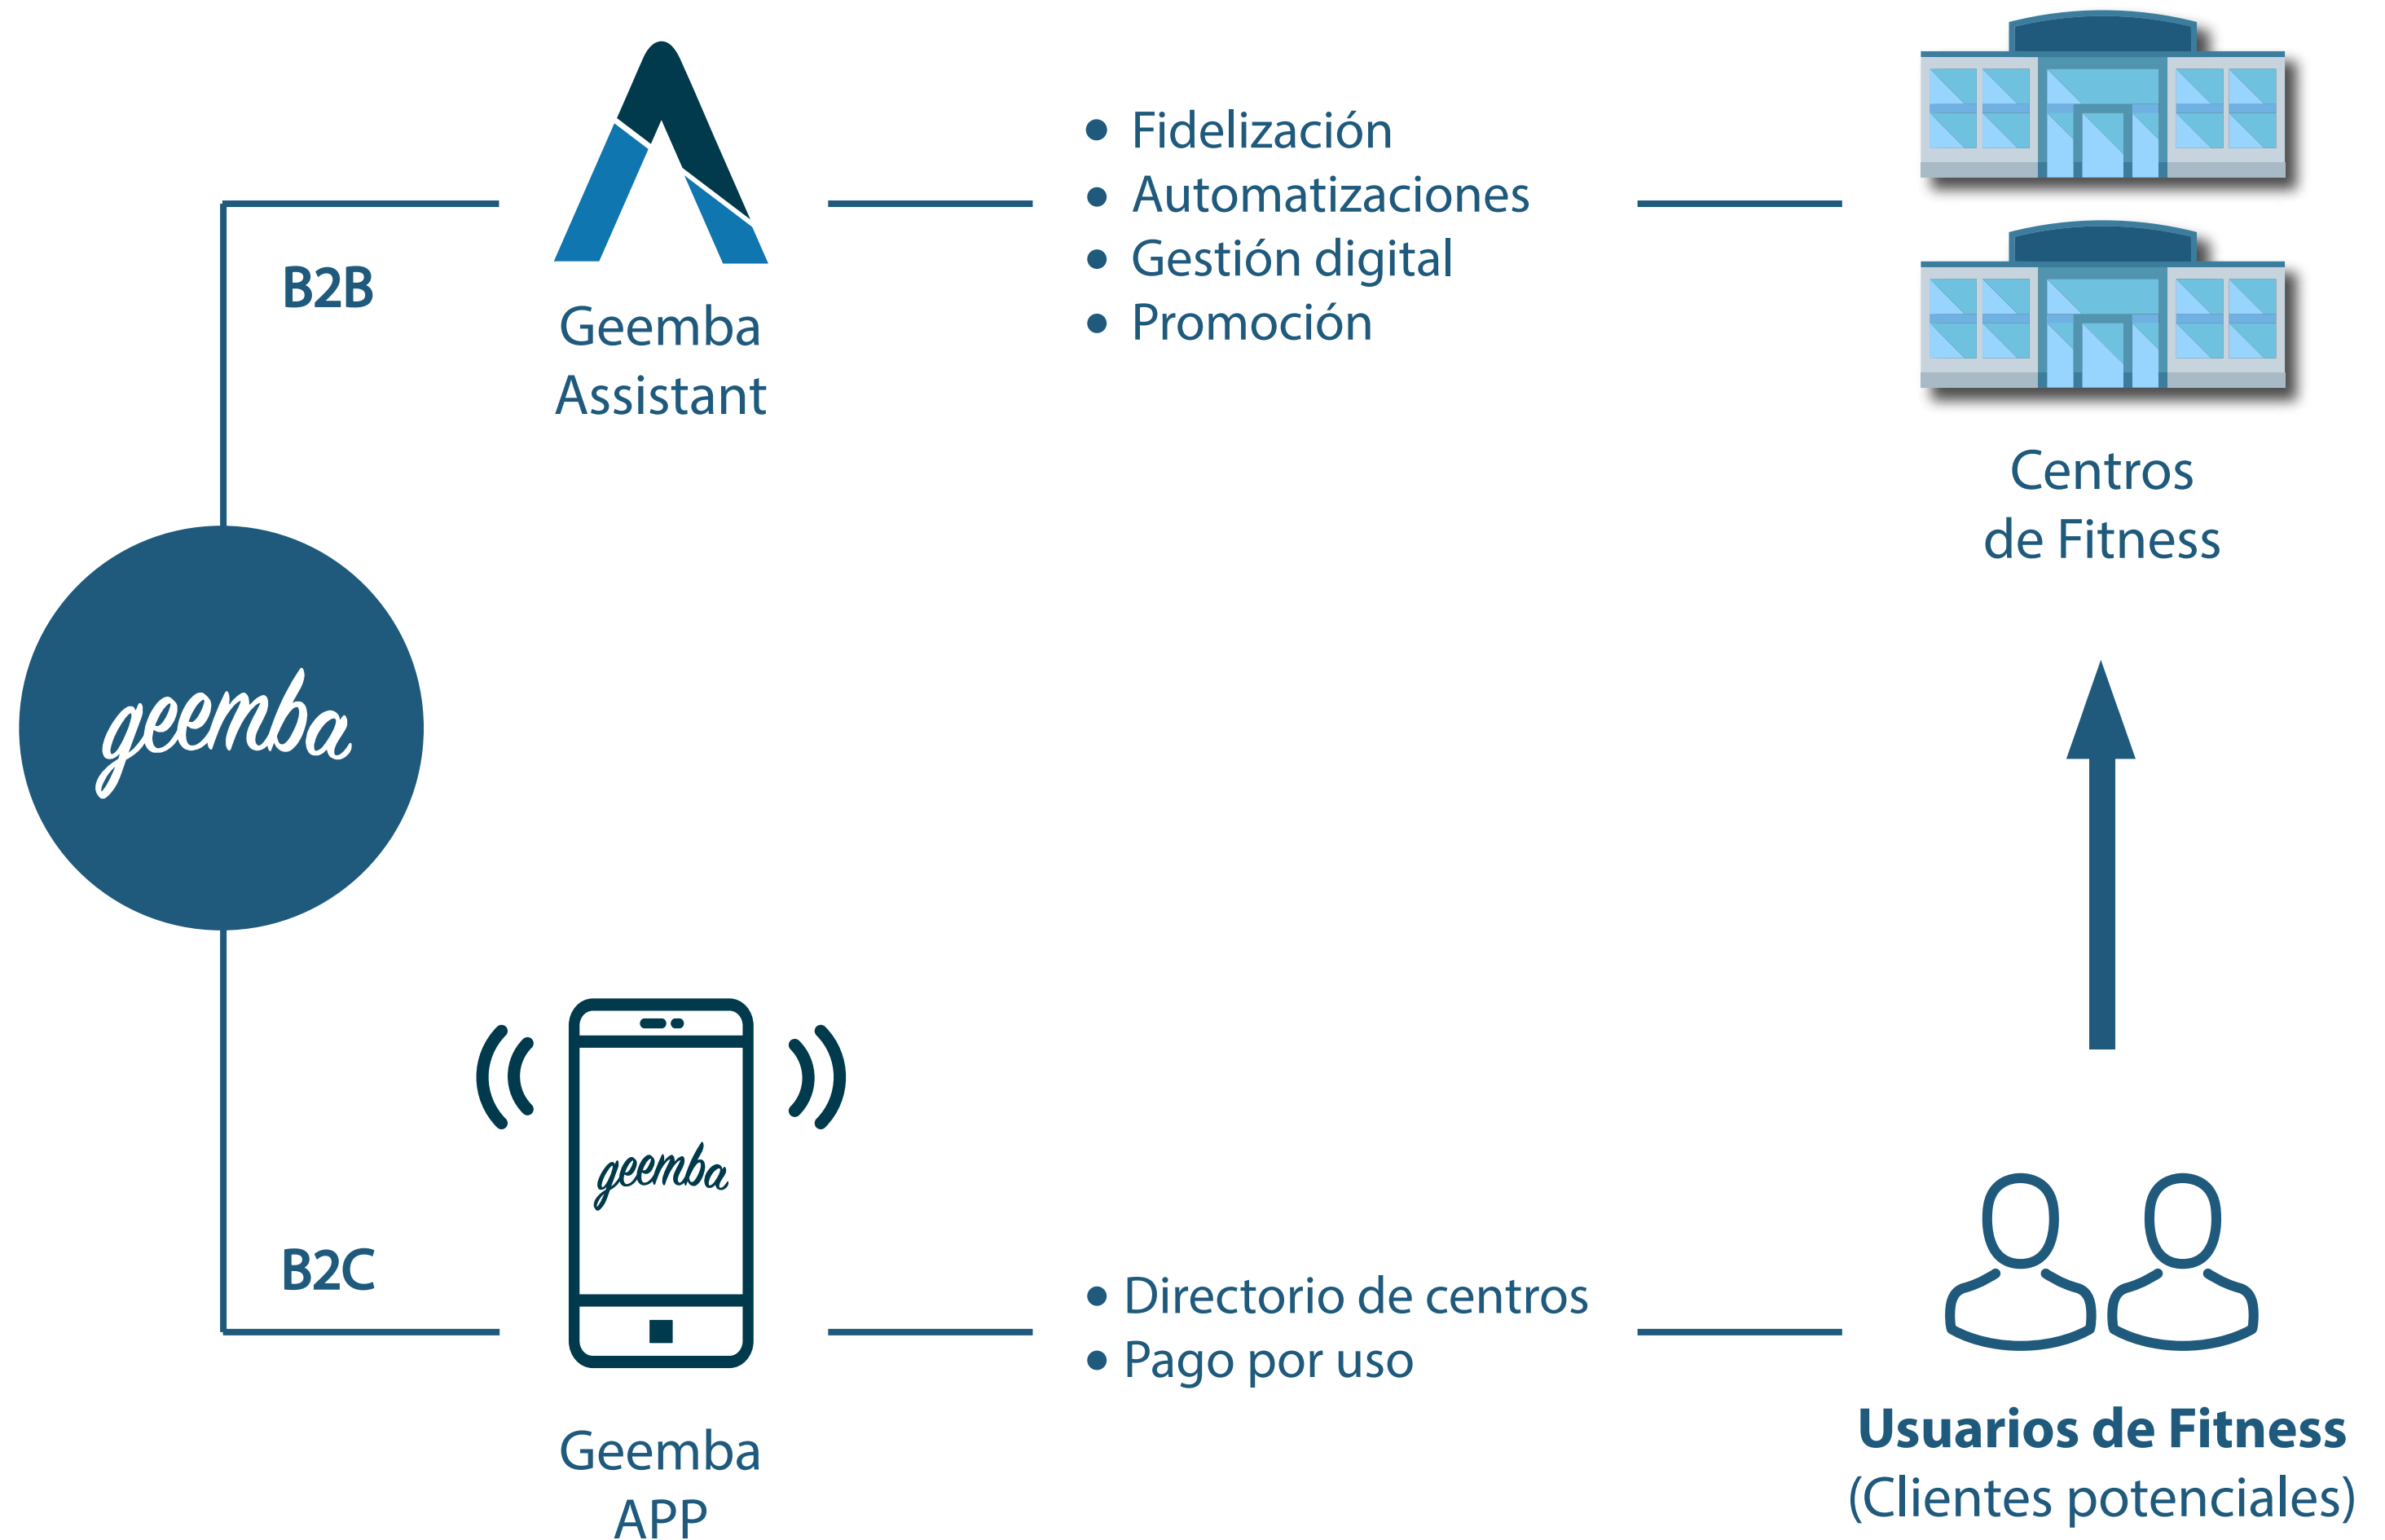 Fidelización
Automatizaciones
Gestión digital
Promoción
B2B
Geemba
Assistant
Centros
de Fitness
geemba
geemba
B2C
Directorio de centros
Pago por uso
Geemba
APP
Usuarios de Fitness
(Clientes potenciales)